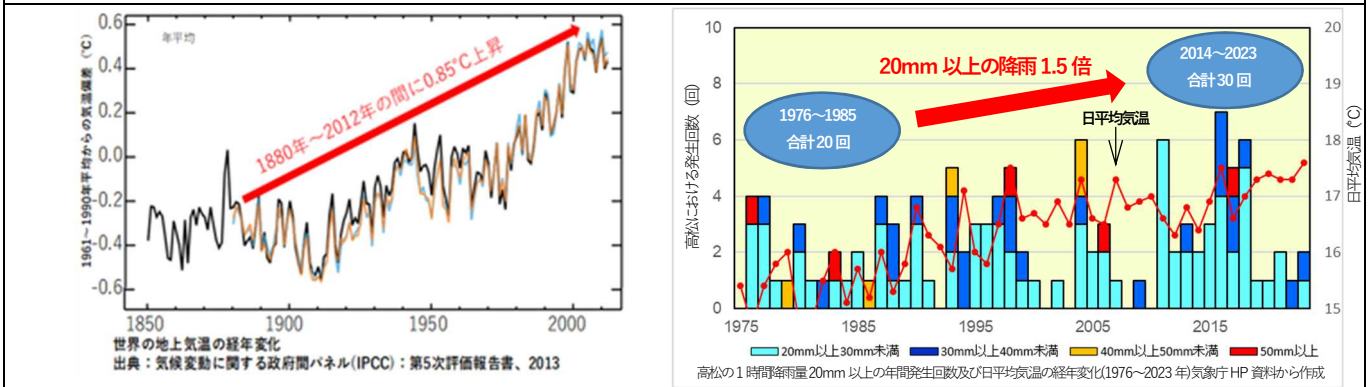 0.6
0.4
0.2
0.0
-0.2
-0.4
-0.6
1961～1990年平均からの気温偏差（℃）
年平均
1880年～2012年の間に0.85℃上昇
1850
1900
1950
2000
世界の地上気温の経年変化
出典：気候変動に関する政府間パネル(IPCC)：第5次評価報告書、2013
10
8
6
4
2
0
高松における発生回数（回）
20mm 以上の降雨 1.5 倍
1976～1985
合計 20 回
2014～2023
合計 30 回
日平均気温
20
19
18
17
16
15
日平均気温（℃）
1975
1985
1995
2005
2015
20mm以上30mm未満
30mm以上40mm未満
40mm以上50mm未満
50mm以上
高松の 1 時間降雨量 20mm 以上の年間発生回数及び日平均気温の経年変化(1976～2023 年)気象庁 HP 資料から作成